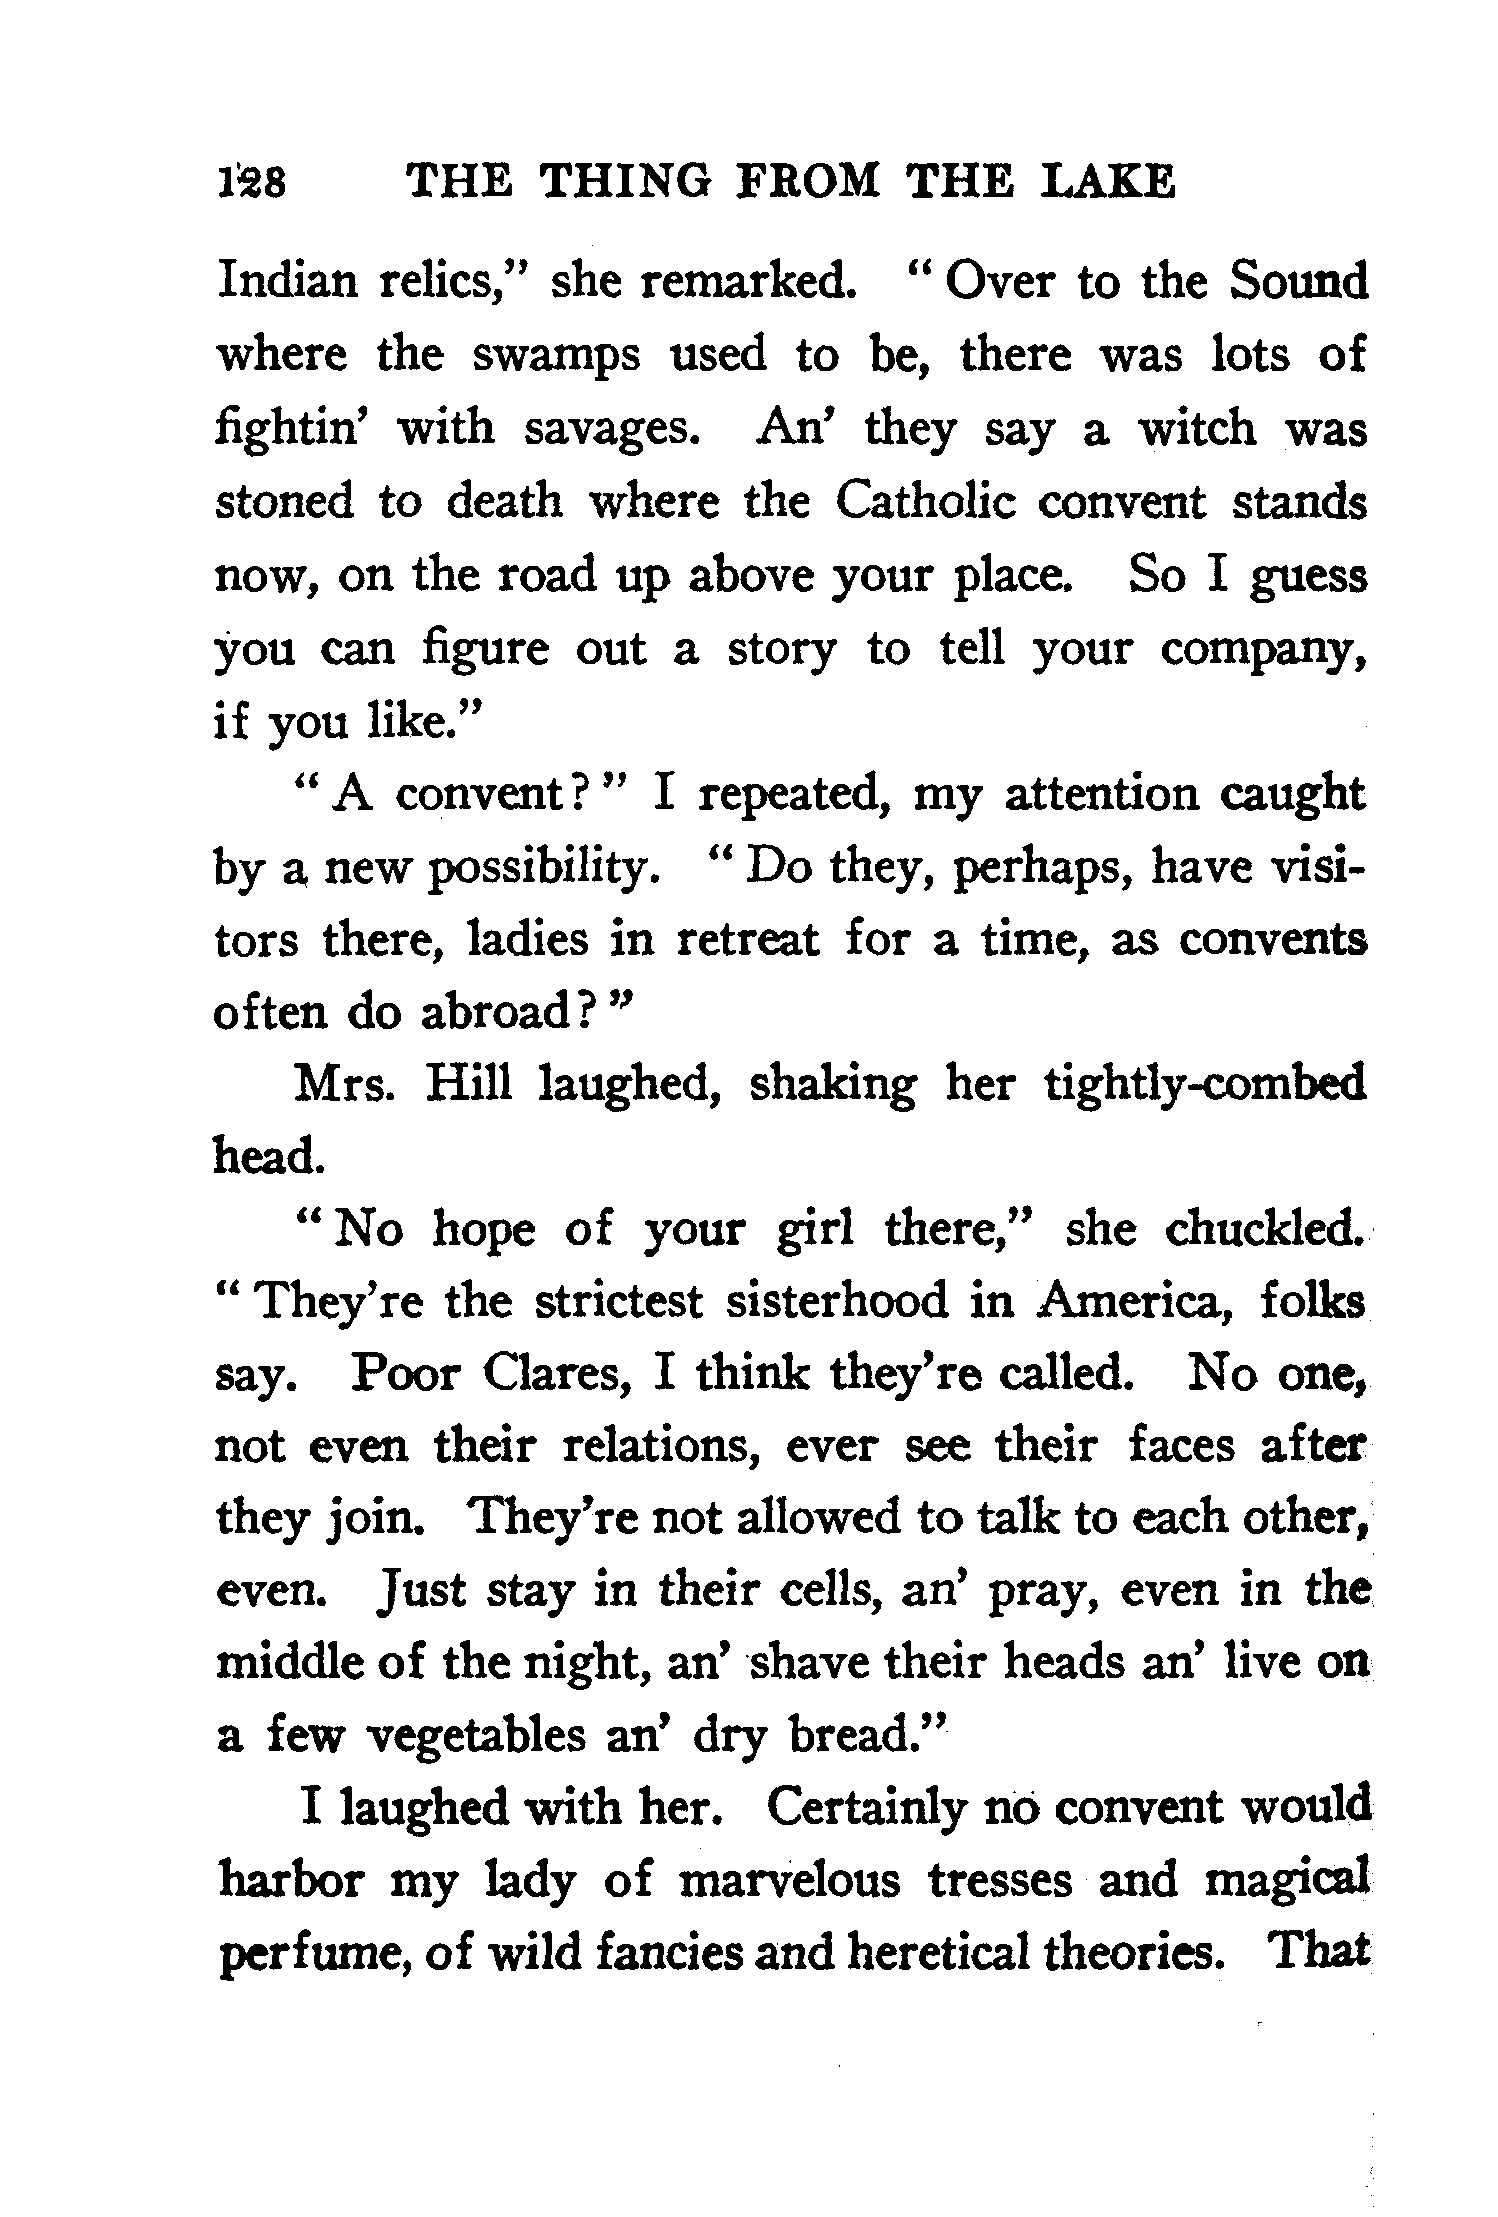 128 THE THING FROM THE LAKE
Indian relics,” she remarked. “ Over to the Sound
where the swamps used to be, there was lots of
fightin’ with savages. An’ they say a witch was
stoned to death where the Catholic convent stands
now, on the road up above your place. So I guess
you can figure out a story to tell your company,
if you like.”
“ A convent? ” I repeated, my attention caught
by a new possibility. “ Do they, perhaps, have visi-
tors there, ladies in retreat for a time, as convents
often do abroad? ”
Mrs. Hill laughed, shaking her tightly-combed
head.
“ No hope of your girl there,” she chuckled.
“ They’re the strictest sisterhood in America, folks
say. Poor Clares, I think they’re called. No one,
not even their relations, ever see their faces after
they join. They’re not allowed to talk to each other,
even. Just stay in their cells, an’ pray, even in the
middle of the night, an’ shave their heads an’ live on
a few vegetables an’ dry bread.”
I laughed with her. Certainly no convent would
harbor my lady of marvelous tresses and magical
perfume, of wild fancies and heretical theories. That